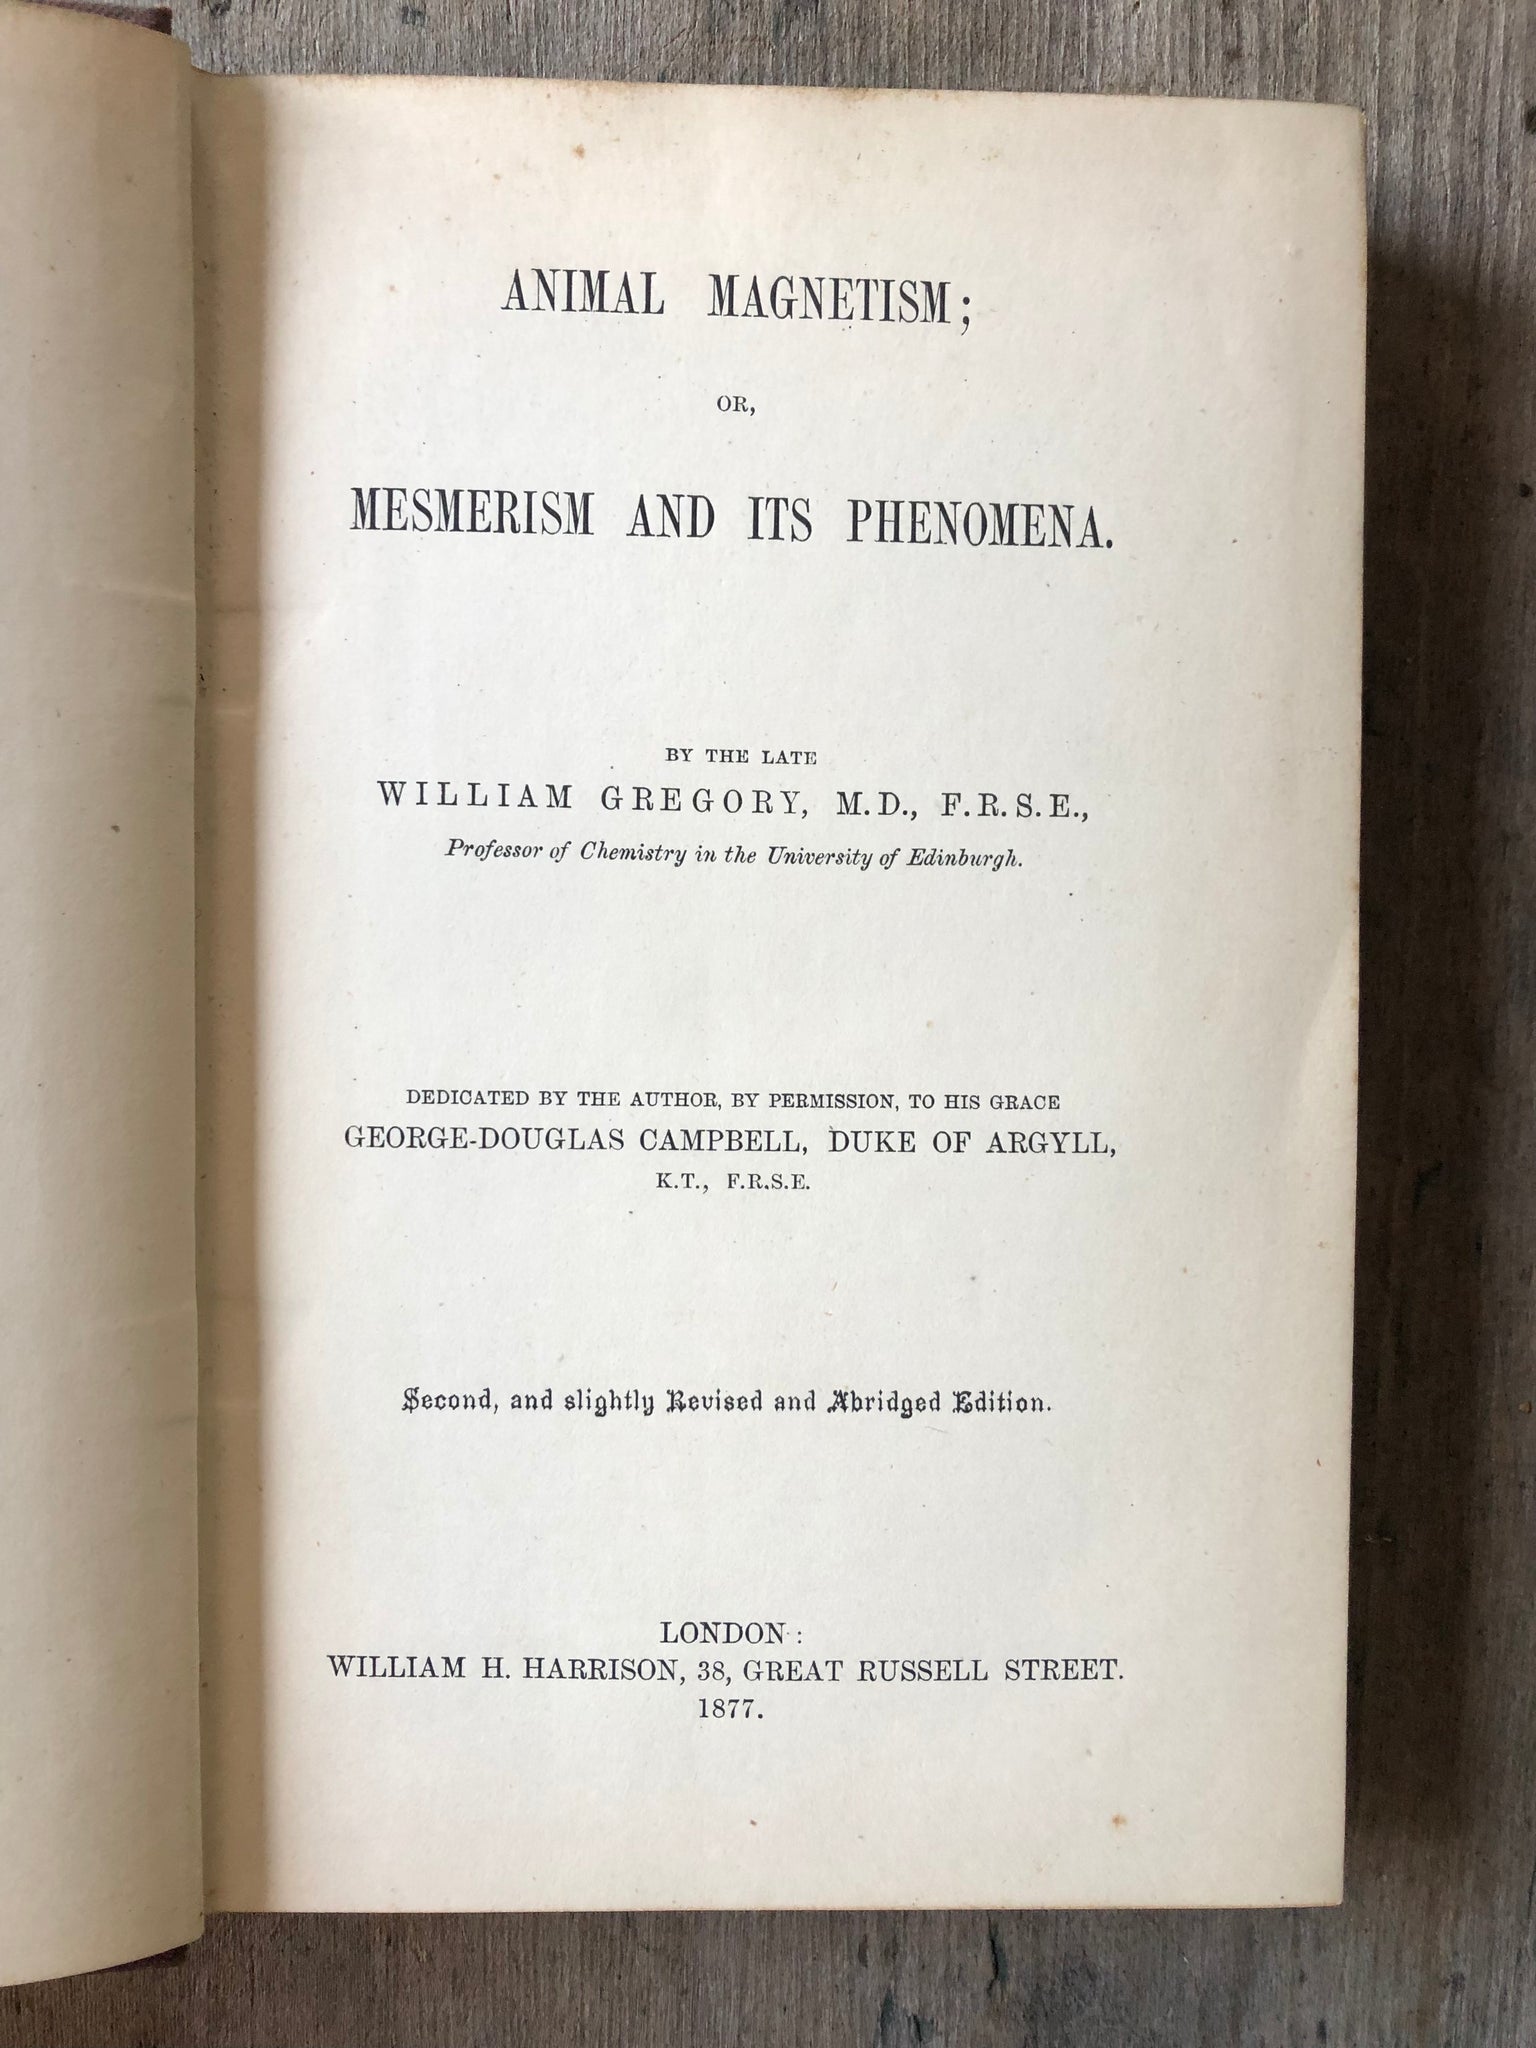 ANIMAL MAGNETISM;
OR,
MESMERISM AND ITS PHENOMENA.
BY THE LATE
WILLIAM GREGORY, M.D., F.R.S.E.,
Professor of Chemistry in the University of Edinburgh.
DEDICATED BY THE AUTHOR, BY PERMISSION, TO HIS GRACE
GEORGE-DOUGLAS CAMPBELL, DUKE OF ARGYLL,
K.T., F.R.S.E.
Second, and slightly Revised and Abridged Edition.
LONDON:
WILLIAM H. HARRISON, 38, GREAT RUSSELL STREET.
1877.